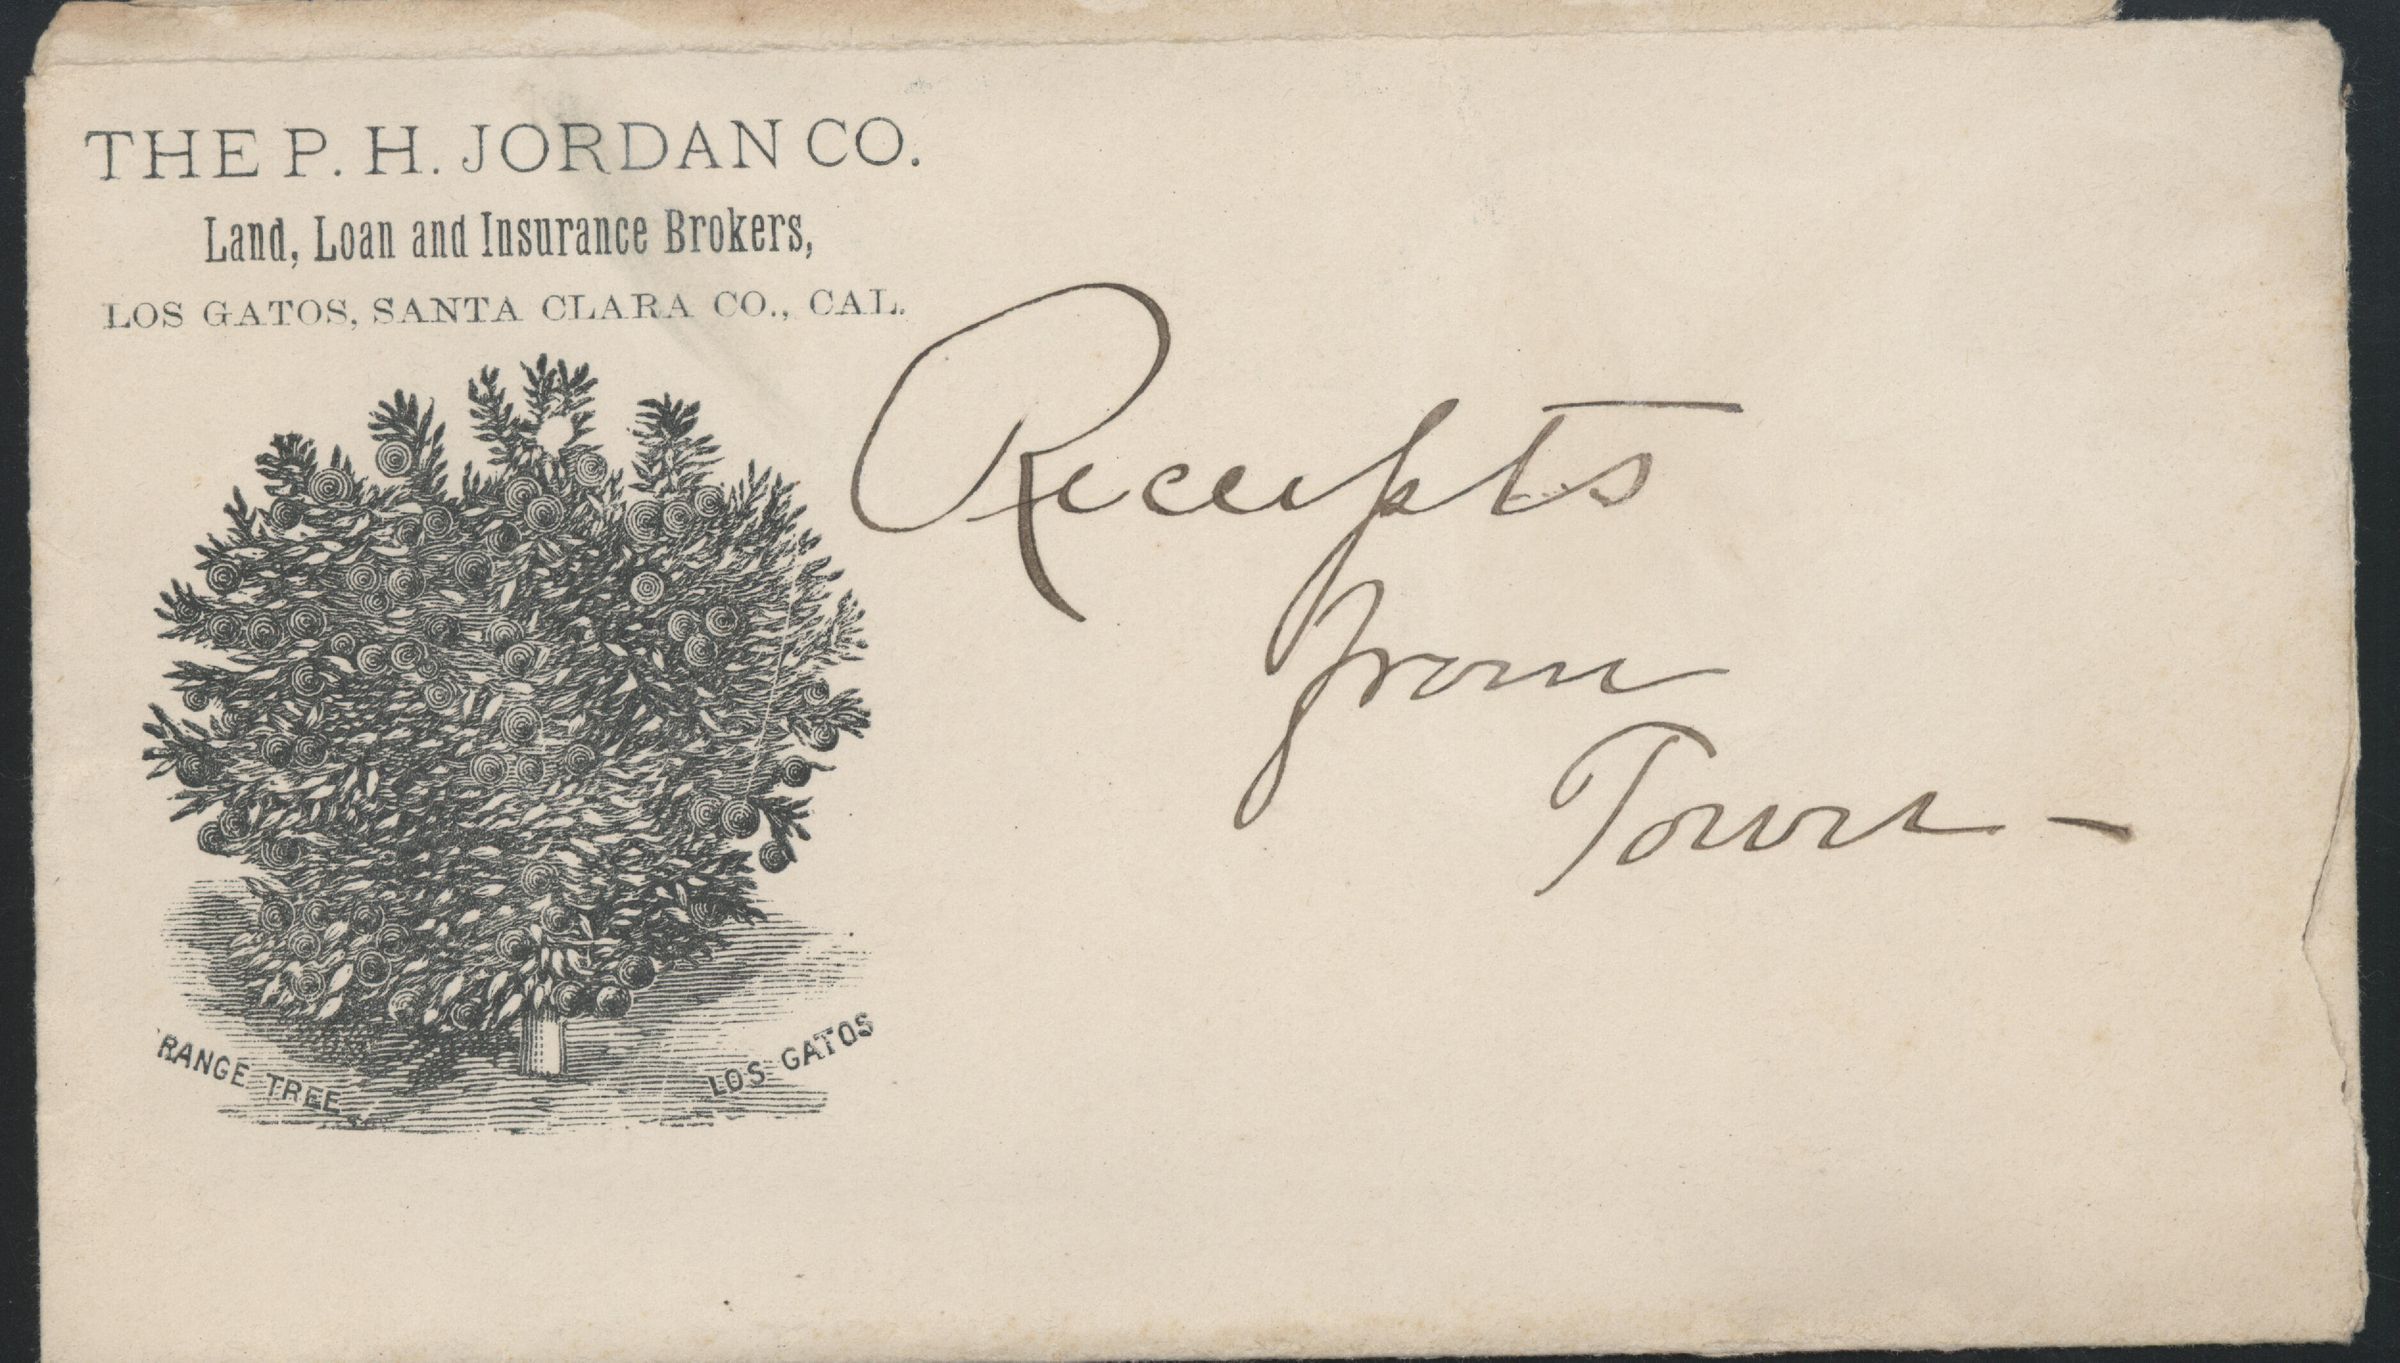 THE P. H. JORDAN CO.
Land, Loan and Insurance Brokers,
LOS GATOS, SANTA CLARA CO., CAL.
Receipts
from
Town -
RANGE TREE
LOS GATOS